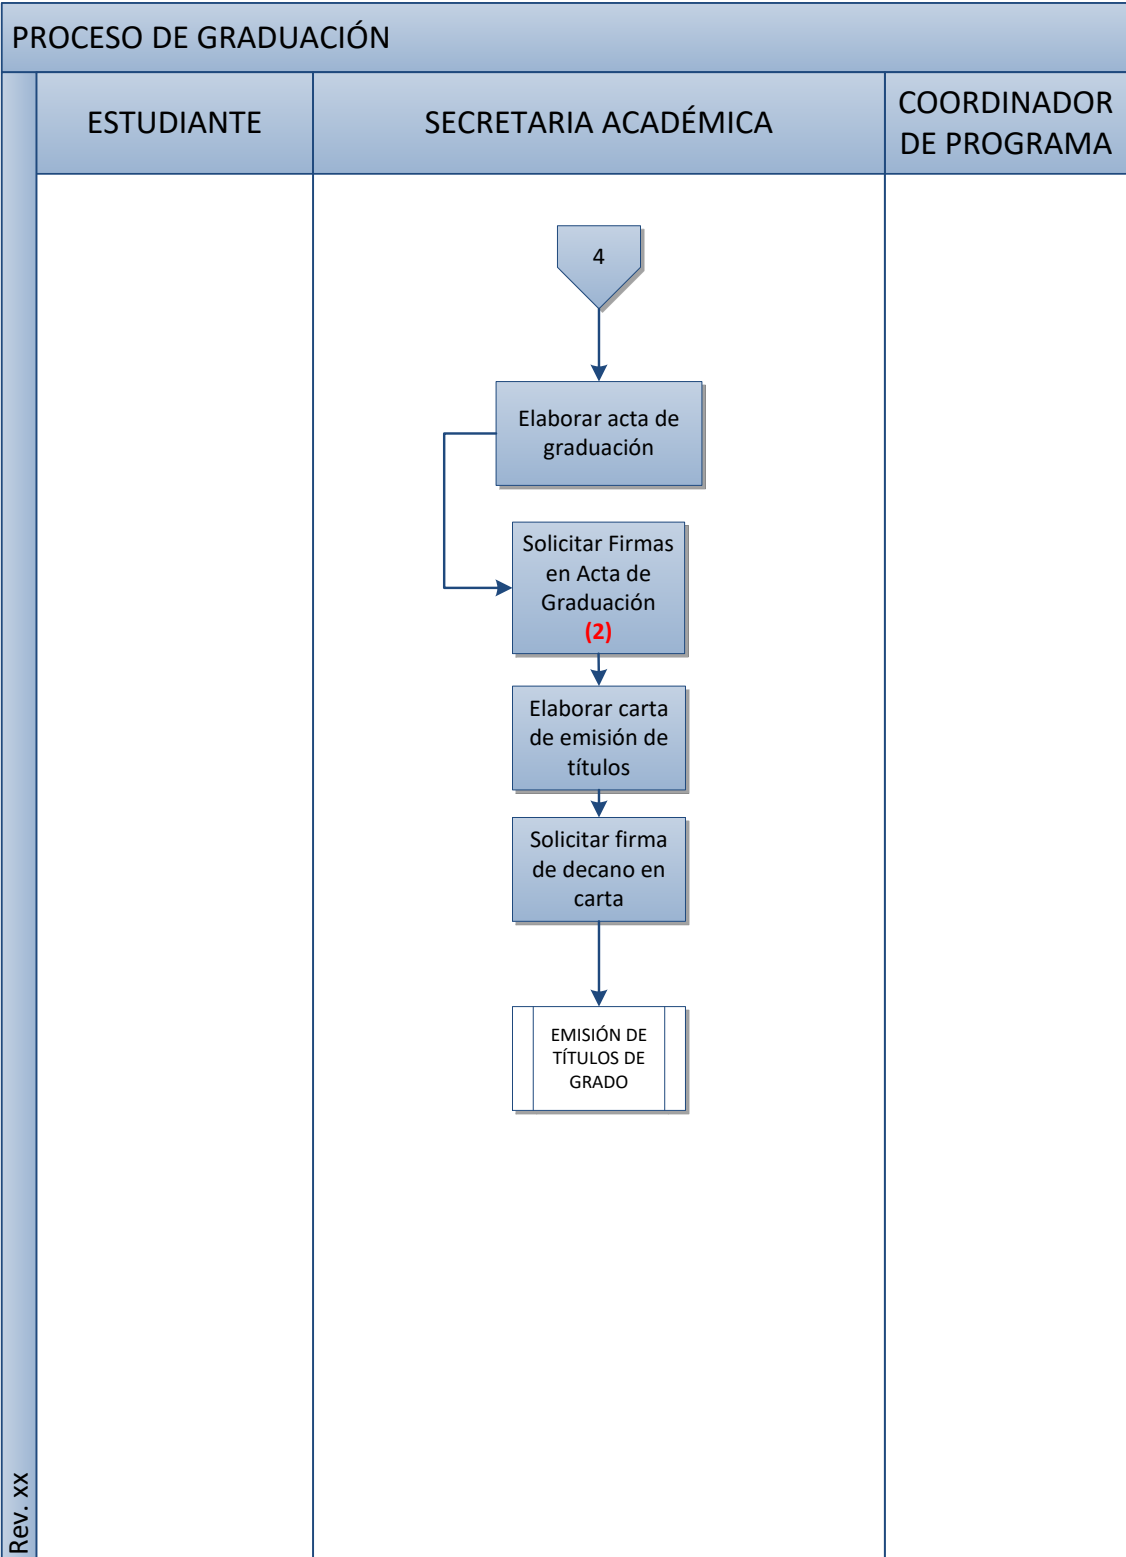 PROCESO DE GRADUACIÓN
ESTUDIANTE
SECRETARIA ACADÉMICA
COORDINADOR
DE PROGRAMA
4
Elaborar acta de
graduación
Solicitar Firmas
en Acta de
Graduación
(2)
Elaborar carta
de emisión de
títulos
Solicitar firma
de decano en
carta
EMISIÓN DE
TÍTULOS DE
GRADO
Rev. xx